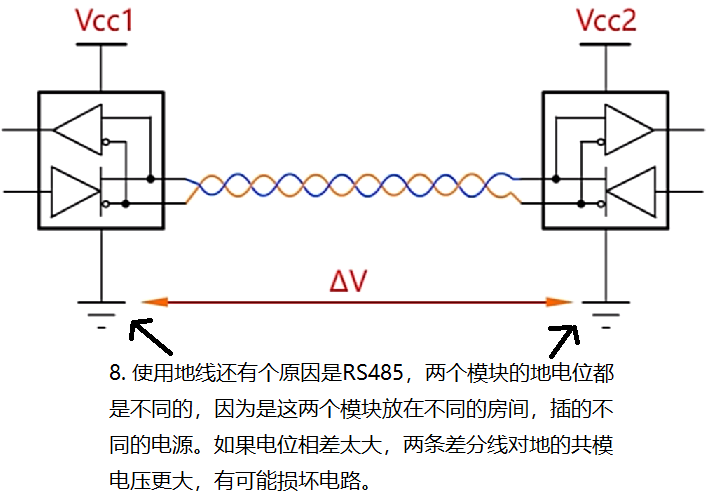 Vcc1
Vcc2
ΔV
8. 使用地线还有个原因是RS485，两个模块的地电位都
是不同的，因为是这两个模块放在不同的房间，插的不
同的电源。如果电位相差太大，两条差分线对地的共模
电压更大，有可能损坏电路。